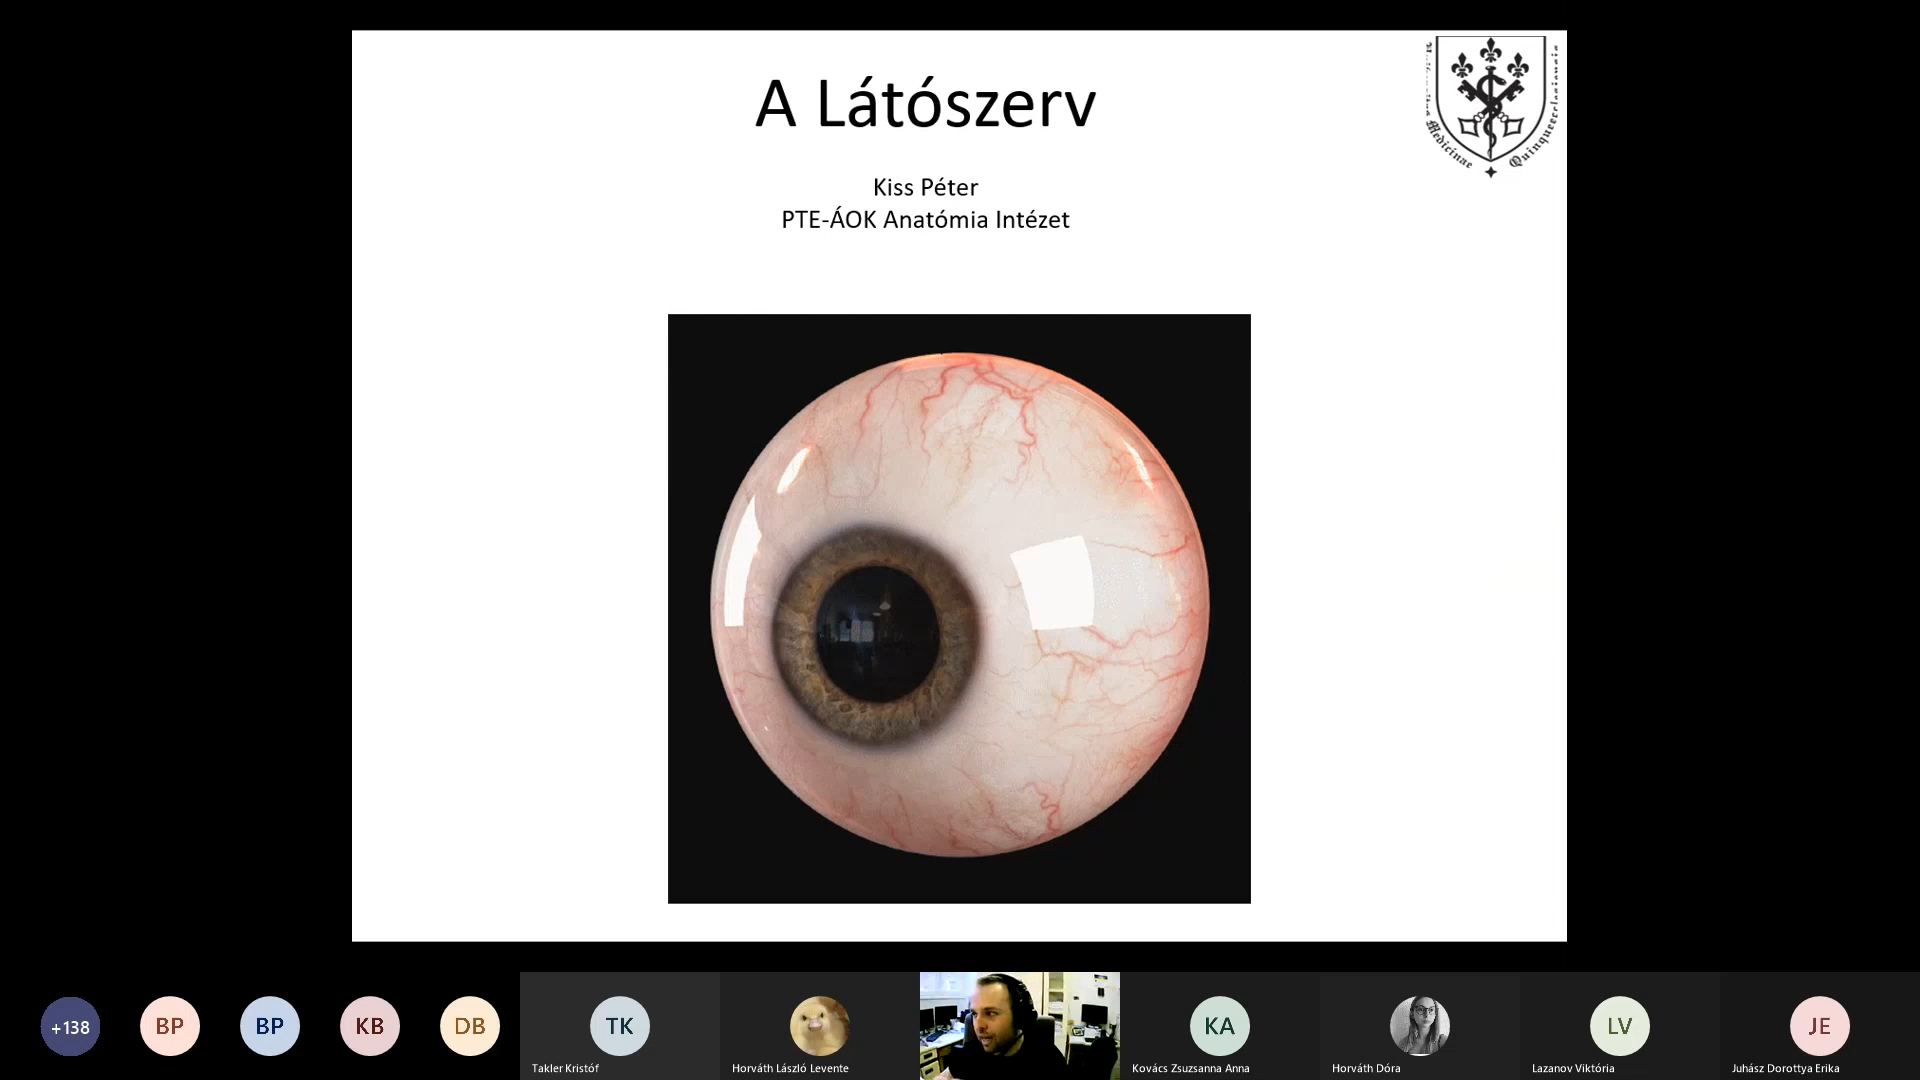 A Látószerv
Kiss Péter
PTE-ÁOK Anatómia Intézet
Medicinae
+138
BP
BP
KB
DB
TK
KA
LV
JE
Takler Kristóf
Horváth László Levente
Kovács Zsuzsanna Anna
Horváth Dóra
Lazanov Viktória
Juhász Dorottya Erika